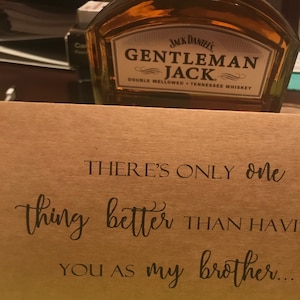 JACK DANIEL'S
GENTLEMAN
JACK
DOUBLE MELLOWED • TENNESSEE WHISKEY
THERE'S ONLY one
thing better THAN HAVI
YOU AS my brother...